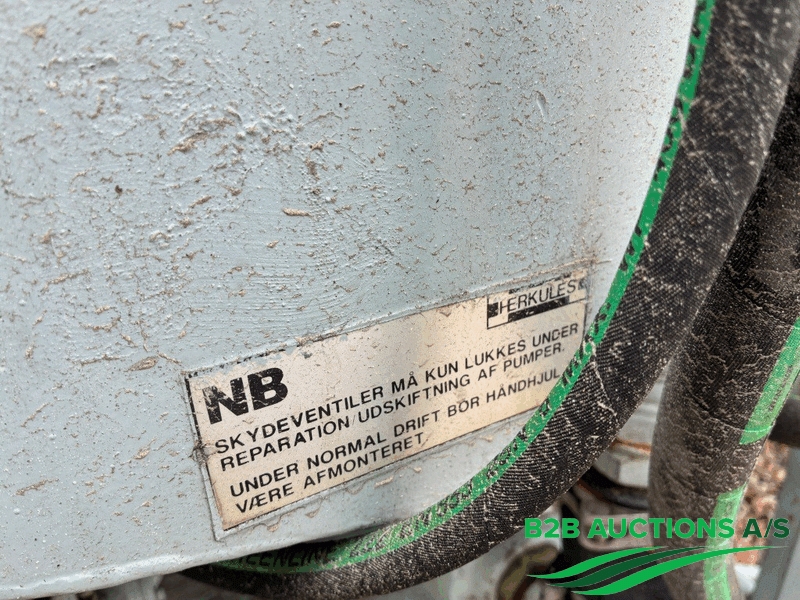 HERKULES
NB
SKYDEVENTILER MÅ KUN LUKKES UNDER
REPARATION/UDSKIFTNING AF PUMPER.
UNDER NORMAL DRIFT BØR HÅNDHJUL
VÆRE AFMONTERET
B2B AUCTIONS A/S